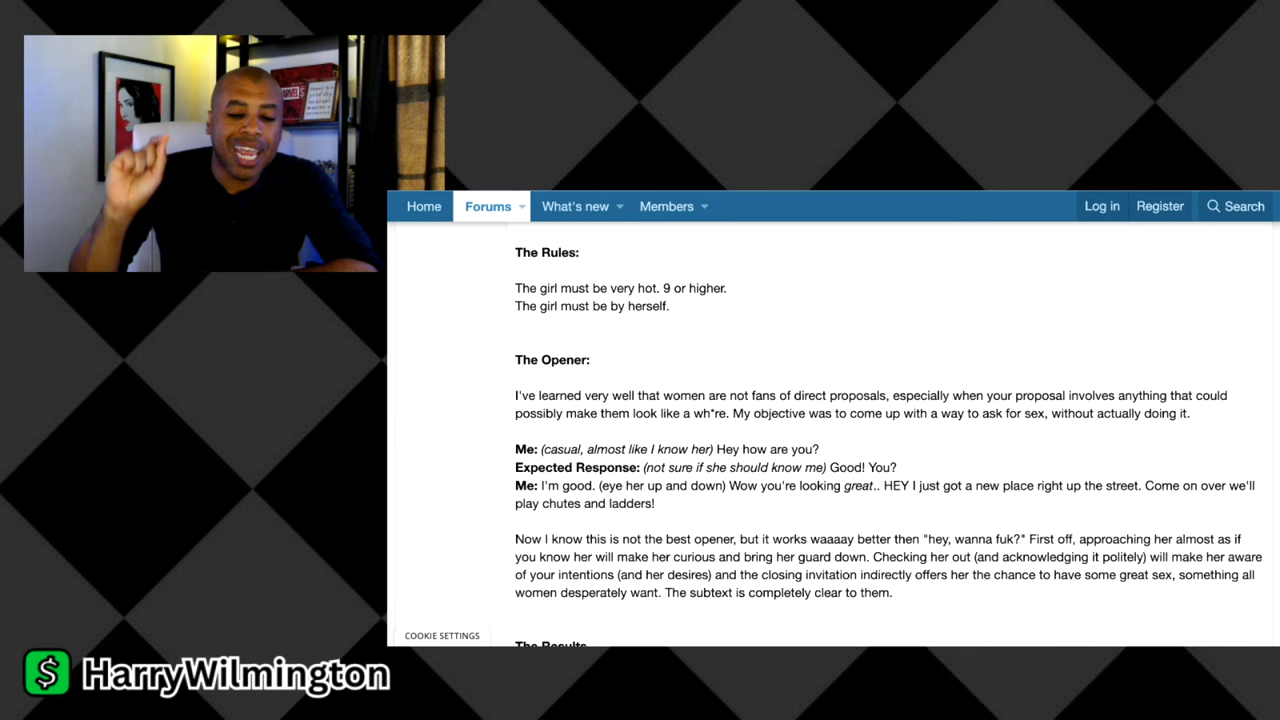 MARVEL
Home
Forums
What's new
Members
Log in
Register
Search
The Rules:
The girl must be very hot. 9 or higher.
The girl must be by herself.
The Opener:
I've learned very well that women are not fans of direct proposals, especially when your proposal involves anything that could
possibly make them look like a wh*re. My objective was to come up with a way to ask for sex, without actually doing it.
Me: (casual, almost like I know her) Hey how are you?
Expected Response: (not sure if she should know me) Good! You?
Me: I'm good. (eye her up and down) Wow you're looking great.. HEY I just got a new place right up the street. Come on over we'll
play chutes and ladders!
Now I know this is not the best opener, but it works waaaay better then "hey, wanna fuk?" First off, approaching her almost as if
you know her will make her curious and bring her guard down. Checking her out (and acknowledging it politely) will make her aware
of your intentions (and her desires) and the closing invitation indirectly offers her the chance to have some great sex, something all
women desperately want. The subtext is completely clear to them.
The Results
COOKIE SETTINGS
$ HarryWilmington